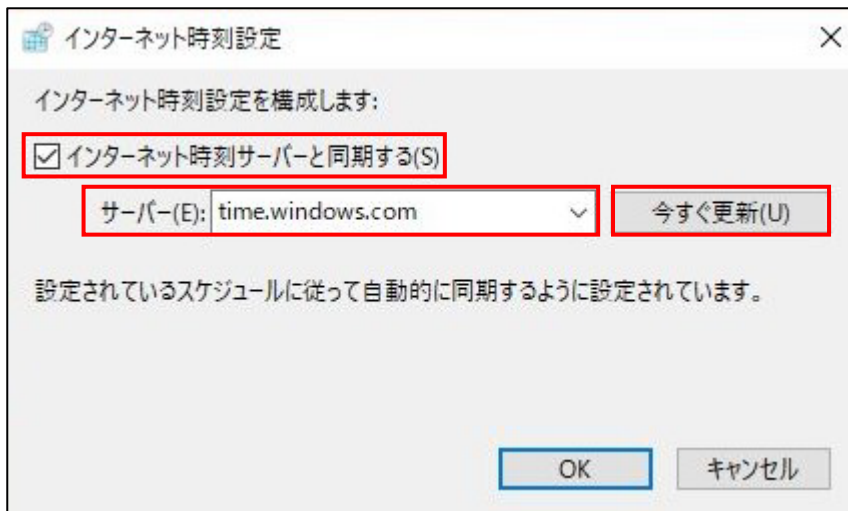 インターネット時刻設定
インターネット時刻設定を構成します:
インターネット時刻サーバーと同期する(S)
サーバー(E): time.windows.com 今すぐ更新(U)
設定されているスケジュールに従って自動的に同期するように設定されています。
OK キャンセル